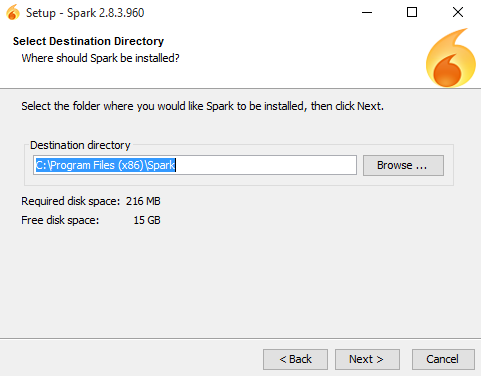 Setup - Spark 2.8.3.960
Select Destination Directory
Where should Spark be installed?
Select the folder where you would like Spark to be installed, then click Next.
Destination directory
C:\Program Files (x86)\Spark
Browse ...
Required disk space: 216 MB
Free disk space: 15 GB
< Back Next > Cancel